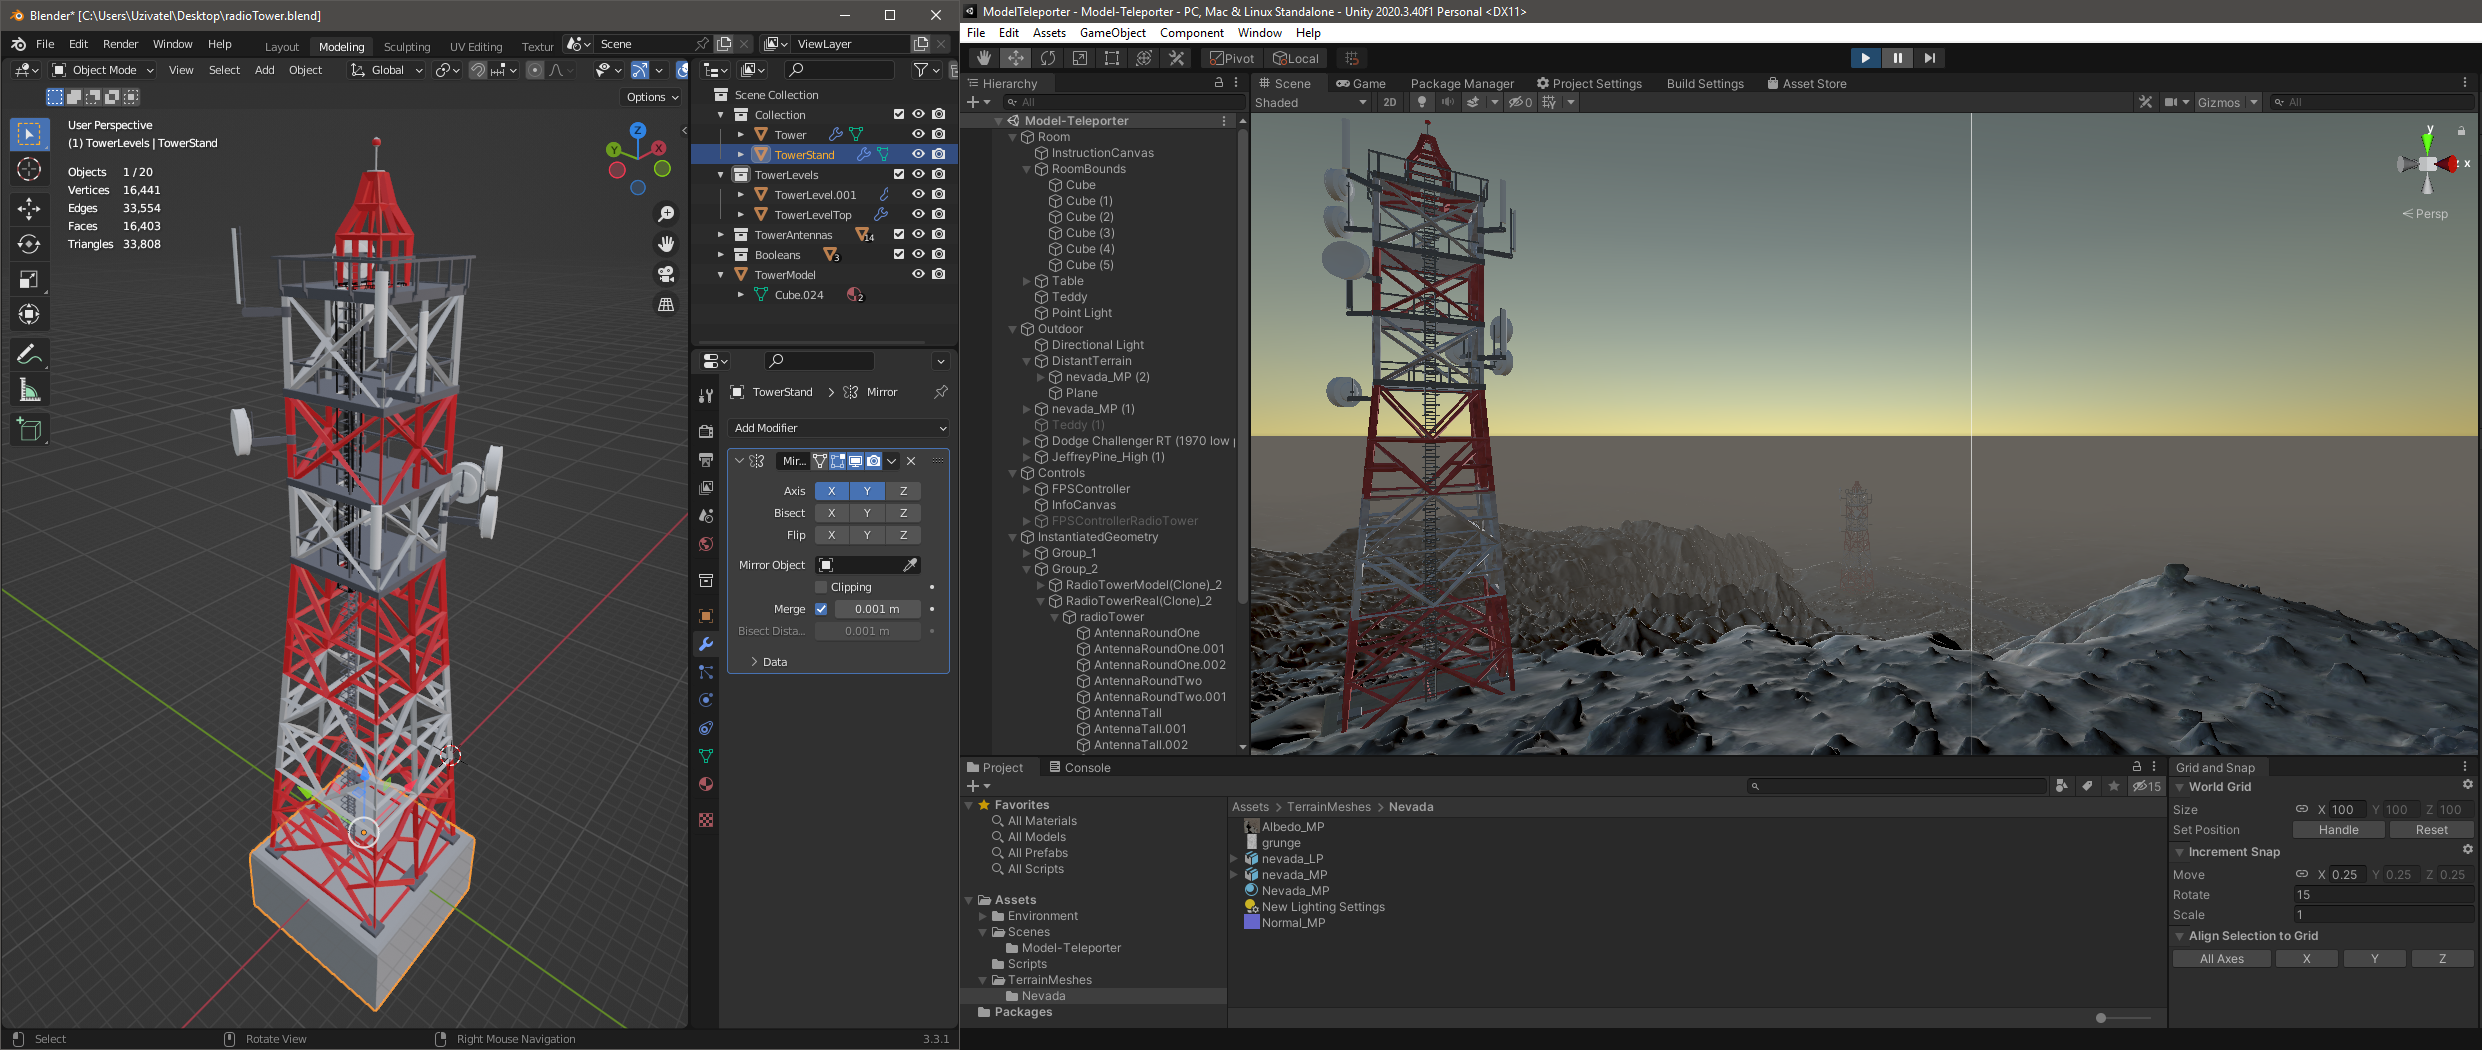 Blender* [C:\Users\Uzivatel\Desktop\radioTower.blend]
File Edit Render Window Help Layout Modeling Sculpting UV Editing Textur Scene ViewLayer
Object Mode View Select Add Object Global
Options
User Perspective
(1) TowerLevels | TowerStand
Objects 1 / 20
Vertices 16,441
Edges 33,554
Faces 16,403
Triangles 33,808
Z
Y
X
Scene Collection
Collection
Tower
TowerStand
TowerLevels
TowerLevel.001
TowerLevelTop
TowerAntennas 14
Booleans 3
TowerModel
Cube.024 2
TowerStand > Mirror
Add Modifier
Mir...
Axis X Y Z
Bisect X Y Z
Flip X Y Z
Mirror Object
Clipping
Merge 0.001 m
Bisect Dista... 0.001 m
Data
Select Rotate View Right Mouse Navigation 3.3.1
ModelTeleporter - Model-Teleporter - PC, Mac & Linux Standalone - Unity 2020.3.40f1 Personal <DX11>
File Edit Assets GameObject Component Window Help
Pivot Local
Hierarchy
All
Model-Teleporter
Room
InstructionCanvas
RoomBounds
Cube
Cube (1)
Cube (2)
Cube (3)
Cube (4)
Cube (5)
Table
Teddy
Point Light
Outdoor
Directional Light
DistantTerrain
nevada_MP (2)
Plane
nevada_MP (1)
Teddy (1)
Dodge Challenger RT (1970 low
JeffreyPine_High (1)
Controls
FPSController
InfoCanvas
FPSControllerRadioTower
InstantiatedGeometry
Group_1
Group_2
RadioTowerModel(Clone)_2
RadioTowerReal(Clone)_2
radioTower
AntennaRoundOne
AntennaRoundOne.001
AntennaRoundOne.002
AntennaRoundTwo
AntennaRoundTwo.001
AntennaTall
AntennaTall.001
AntennaTall.002
Scene Game Package Manager Project Settings Build Settings Asset Store
Shaded 2D 0 Gizmos All
y
x
Persp
Project Console
15
Favorites
All Materials
All Models
All Prefabs
All Scripts
Assets
Environment
Scenes
Model-Teleporter
Scripts
TerrainMeshes
Nevada
Packages
Assets > TerrainMeshes > Nevada
Albedo_MP
grunge
nevada_LP
nevada_MP
Nevada_MP
New Lighting Settings
Normal_MP
Grid and Snap
World Grid
Size X 100 Y 100 Z 100
Set Position Handle Reset
Increment Snap
Move X 0.25 Y 0.25 Z 0.25
Rotate 15
Scale 1
Align Selection to Grid
All Axes X Y Z